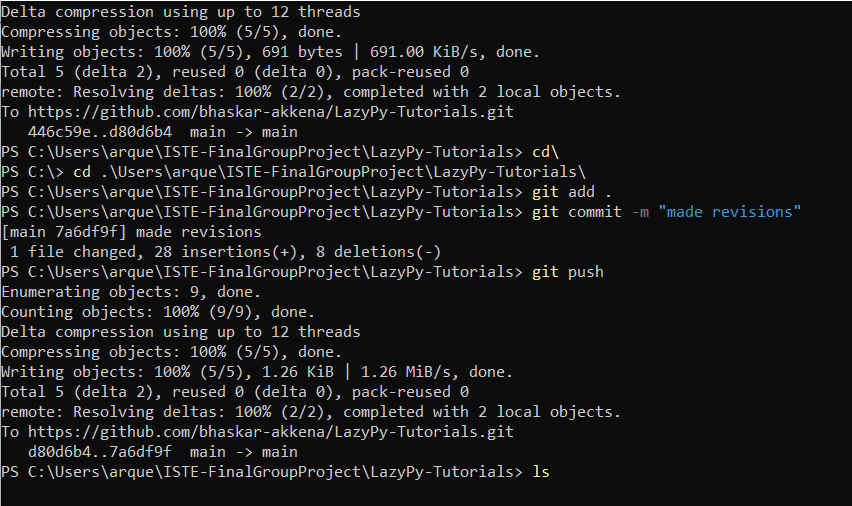 Delta compression using up to 12 threads
Compressing objects: 100% (5/5), done.
Writing objects: 100% (5/5), 691 bytes | 691.00 KiB/s, done.
Total 5 (delta 2), reused 0 (delta 0), pack-reused 0
remote: Resolving deltas: 100% (2/2), completed with 2 local objects.
To https://github.com/bhaskar-akkena/LazyPy-Tutorials.git
   446c59e..d80d6b4  main -> main
PS C:\Users\arque\ISTE-FinalGroupProject\LazyPy-Tutorials> cd\
PS C:\> cd .\Users\arque\ISTE-FinalGroupProject\LazyPy-Tutorials\
PS C:\Users\arque\ISTE-FinalGroupProject\LazyPy-Tutorials> git add .
PS C:\Users\arque\ISTE-FinalGroupProject\LazyPy-Tutorials> git commit -m "made revisions"
[main 7a6df9f] made revisions
 1 file changed, 28 insertions(+), 8 deletions(-)
PS C:\Users\arque\ISTE-FinalGroupProject\LazyPy-Tutorials> git push
Enumerating objects: 9, done.
Counting objects: 100% (9/9), done.
Delta compression using up to 12 threads
Compressing objects: 100% (5/5), done.
Writing objects: 100% (5/5), 1.26 KiB | 1.26 MiB/s, done.
Total 5 (delta 2), reused 0 (delta 0), pack-reused 0
remote: Resolving deltas: 100% (2/2), completed with 2 local objects.
To https://github.com/bhaskar-akkena/LazyPy-Tutorials.git
   d80d6b4..7a6df9f  main -> main
PS C:\Users\arque\ISTE-FinalGroupProject\LazyPy-Tutorials> ls